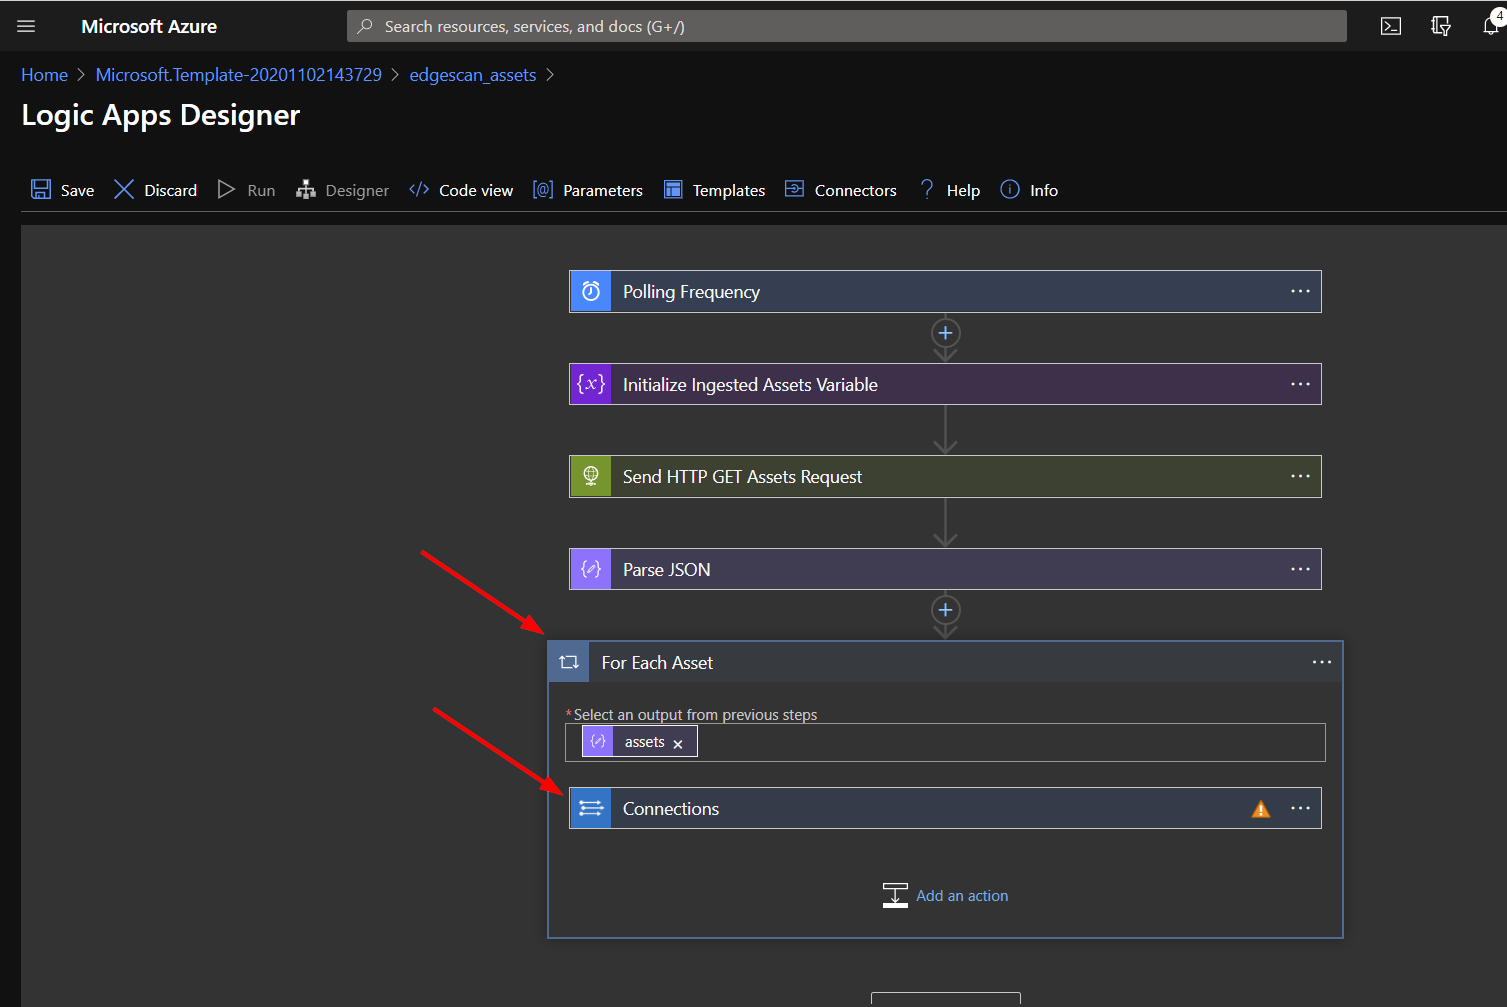 Microsoft Azure
Search resources, services, and docs (G+/)
4
Home > Microsoft.Template-20201102143729 > edgescan_assets >
Logic Apps Designer
Save Discard Run Designer </> Code view [@] Parameters Templates Connectors ? Help Info
Polling Frequency ...
+
{x} Initialize Ingested Assets Variable ...
Send HTTP GET Assets Request ...
Parse JSON ...
+
For Each Asset ...
*Select an output from previous steps
assets ×
Connections ...
Add an action